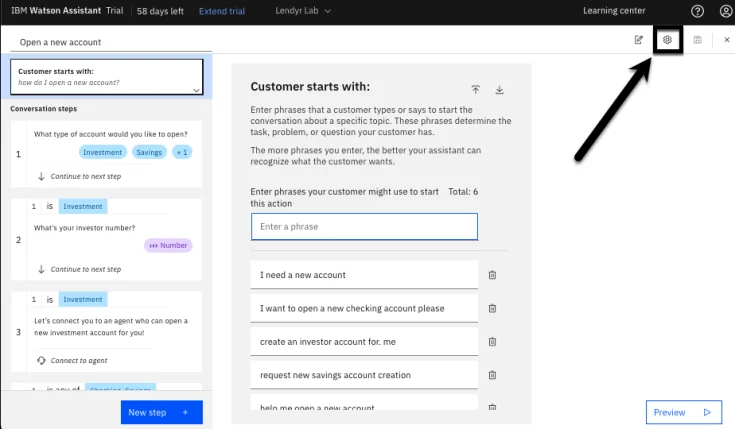 IBM Watson Assistant Trial 58 days left Extend trial Lendyr Lab Learning center
Open a new account
Customer starts with:
how do I open a new account?
Conversation steps
1
What type of account would you like to open?
Investment Savings + 1
Continue to next step
2
1 is Investment
What's your investor number?
123 Number
Continue to next step
3
1 is Investment
Let's connect you to an agent who can open a
new investment account for you!
Connect to agent
1 is any of Checking, Savings
New step +
Customer starts with:
Enter phrases that a customer types or says to start the
conversation about a specific topic. These phrases determine the
task, problem, or question your customer has.
The more phrases you enter, the better your assistant can
recognize what the customer wants.
Enter phrases your customer might use to start Total: 6
this action
Enter a phrase
I need a new account
I want to open a new checking account please
create an investor account for. me
request new savings account creation
help me open a new account
Preview